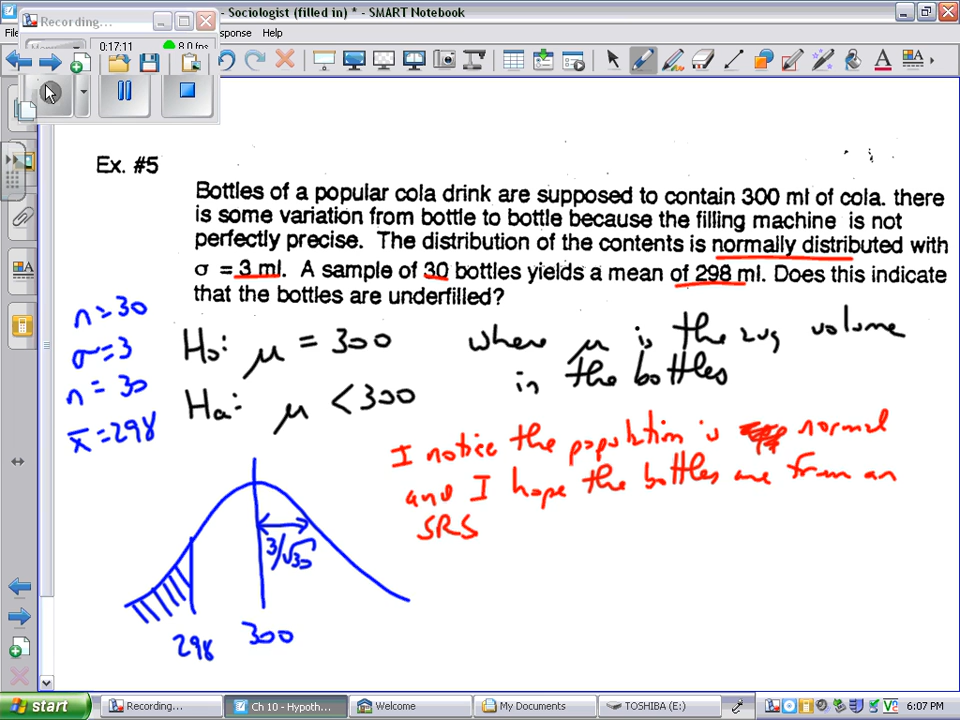 - Sociologist (filled in) * - SMART Notebook
Recording...
File
sponse Help
0:17:11 8.0 fps
Menu
Ex. #5
Bottles of a popular cola drink are supposed to contain 300 ml of cola. there
is some variation from bottle to bottle because the filling machine is not
perfectly precise. The distribution of the contents is normally distributed with
σ = 3 ml. A sample of 30 bottles yields a mean of 298 ml. Does this indicate
that the bottles are underfilled?
n=30
σ=3
n=30
x̄=298
H₀: μ = 300
Ha: μ < 300
where μ is the avg volume
in the bottles
I notice the population is normal
and I hope the bottles are from an
SRS
3/√30
298 300
start Recording... Ch 10 - Hypoth... Welcome My Documents TOSHIBA (E:) 6:07 PM